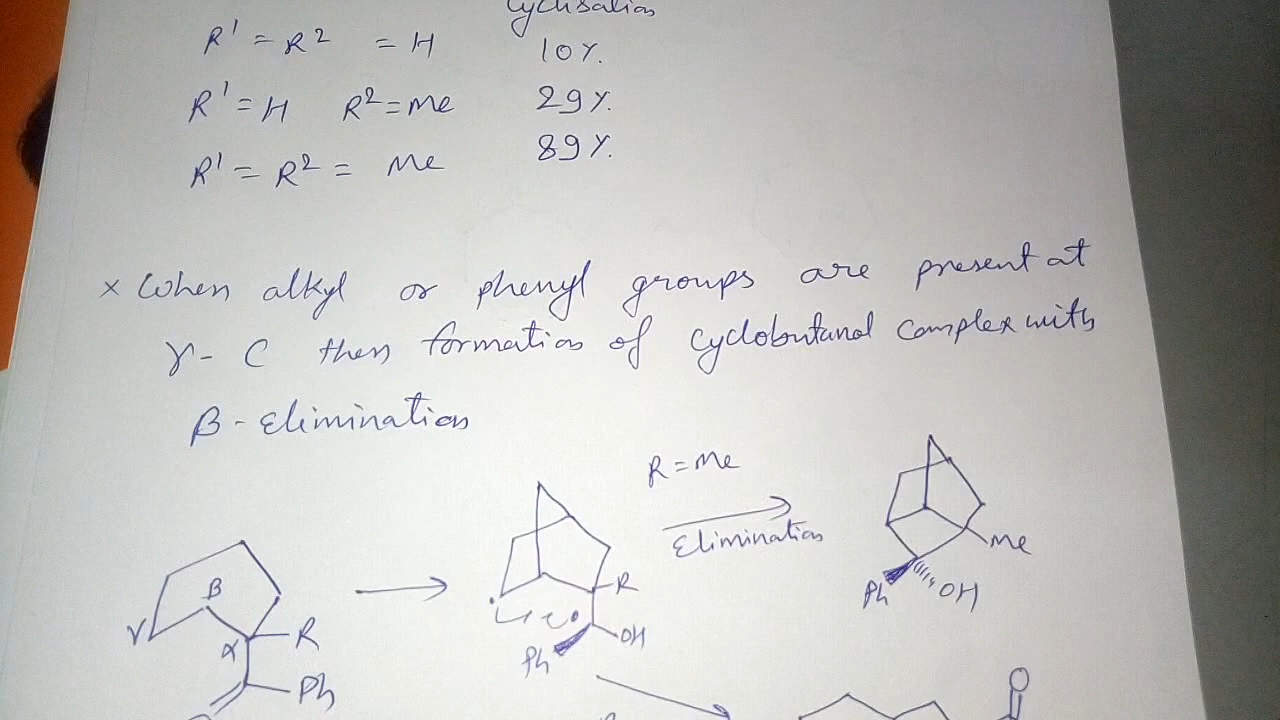 Cyclisation
R¹ = R² = H 10%.
R¹ = H R² = Me 29%.
R¹ = R² = Me 89%.
× When alkyl or phenyl groups are present at
γ - C then formation of cyclobutanol complex with
β - Elimination
R = Me
Elimination
Me
Ph OH
β
γ
α
R
Ph
R
OH
Ph
O